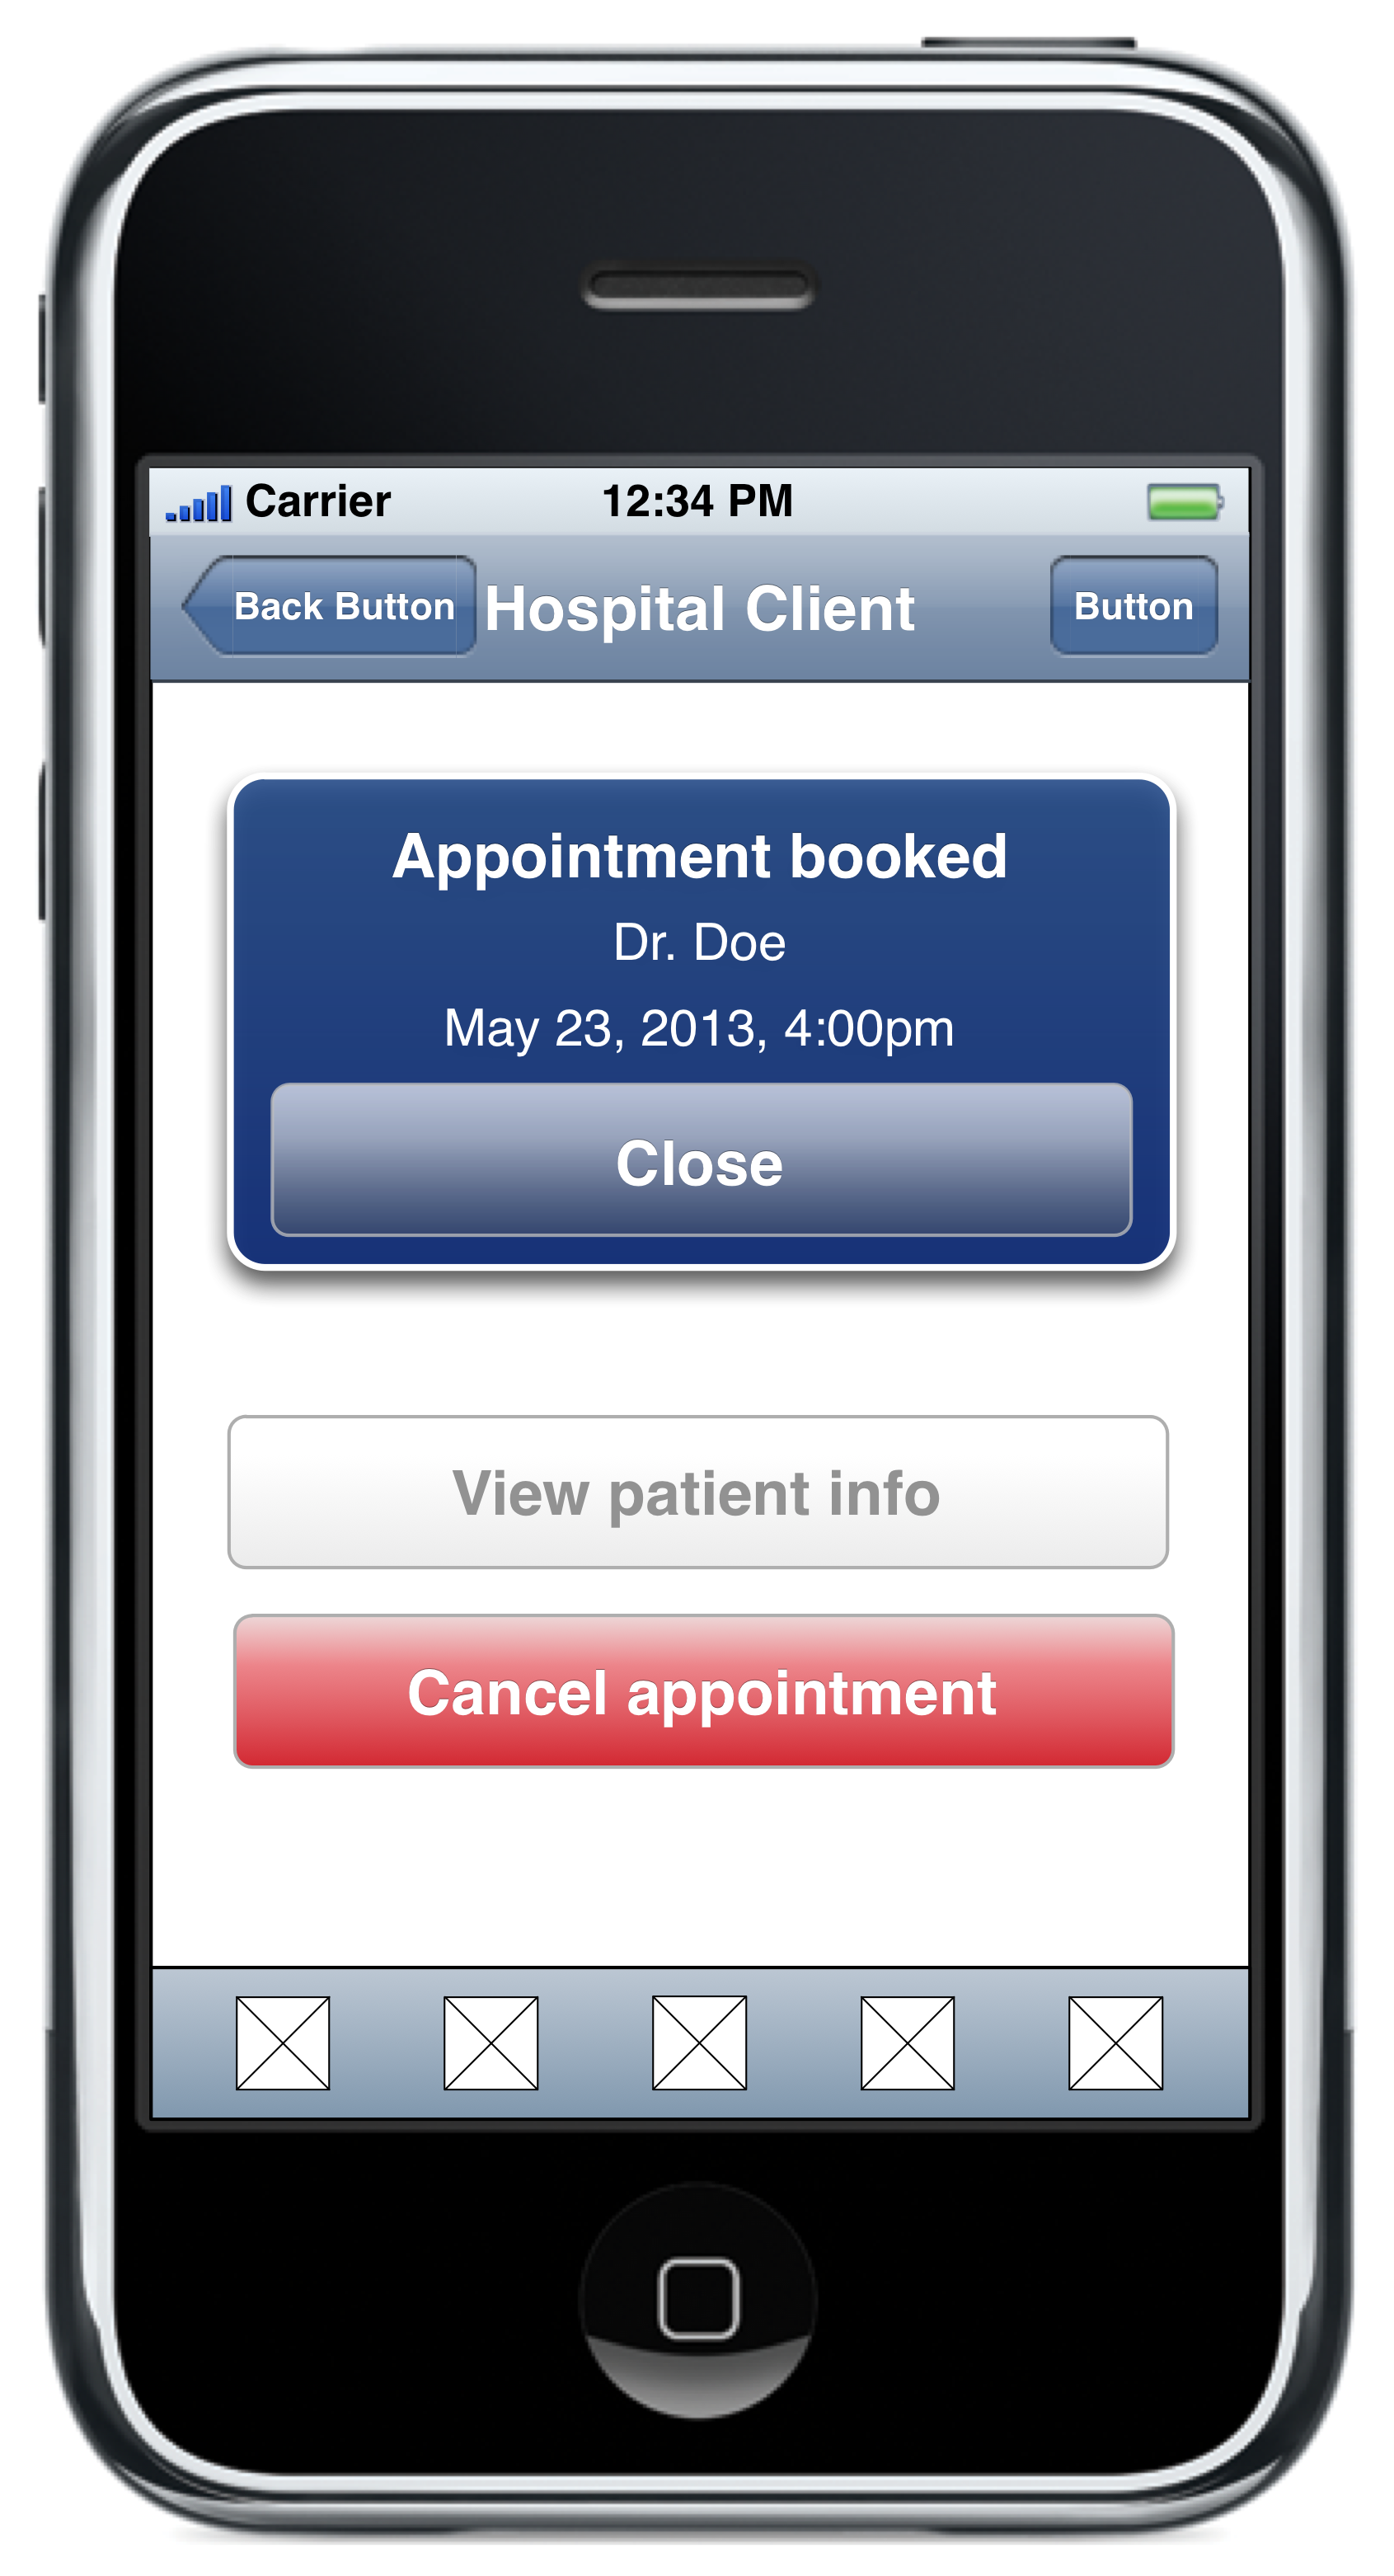 Carrier 12:34 PM
Back Button Hospital Client Button
Appointment booked
Dr. Doe
May 23, 2013, 4:00pm
Close
View patient info
Cancel appointment